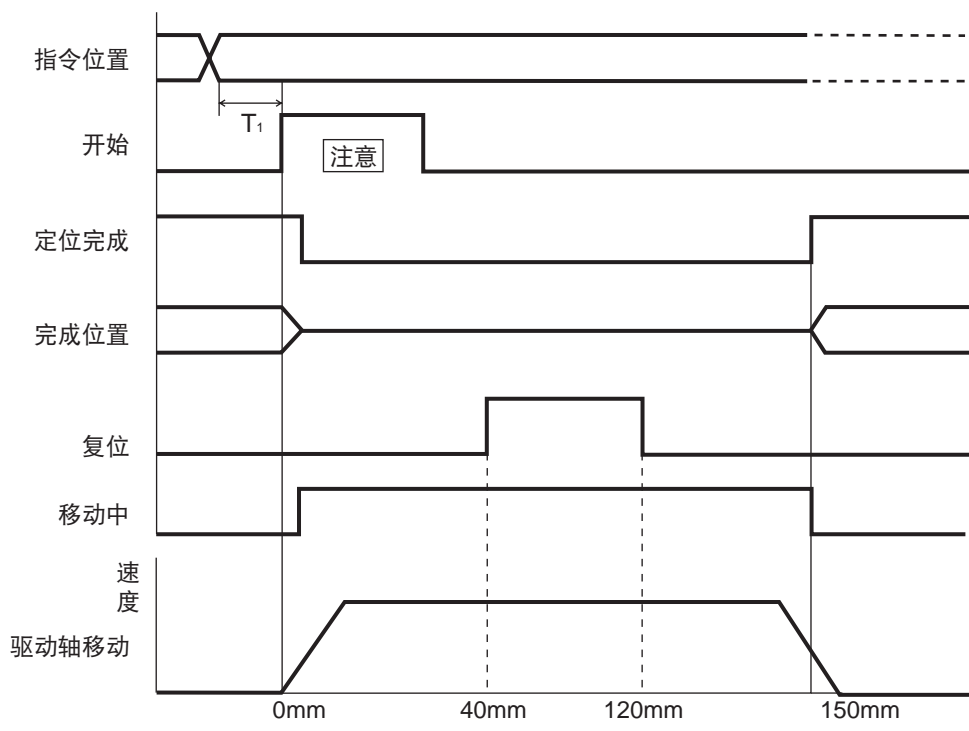 指令位置
T₁
开始
注意
定位完成
完成位置
复位
移动中
速
度
驱动轴移动
0mm
40mm
120mm
150mm